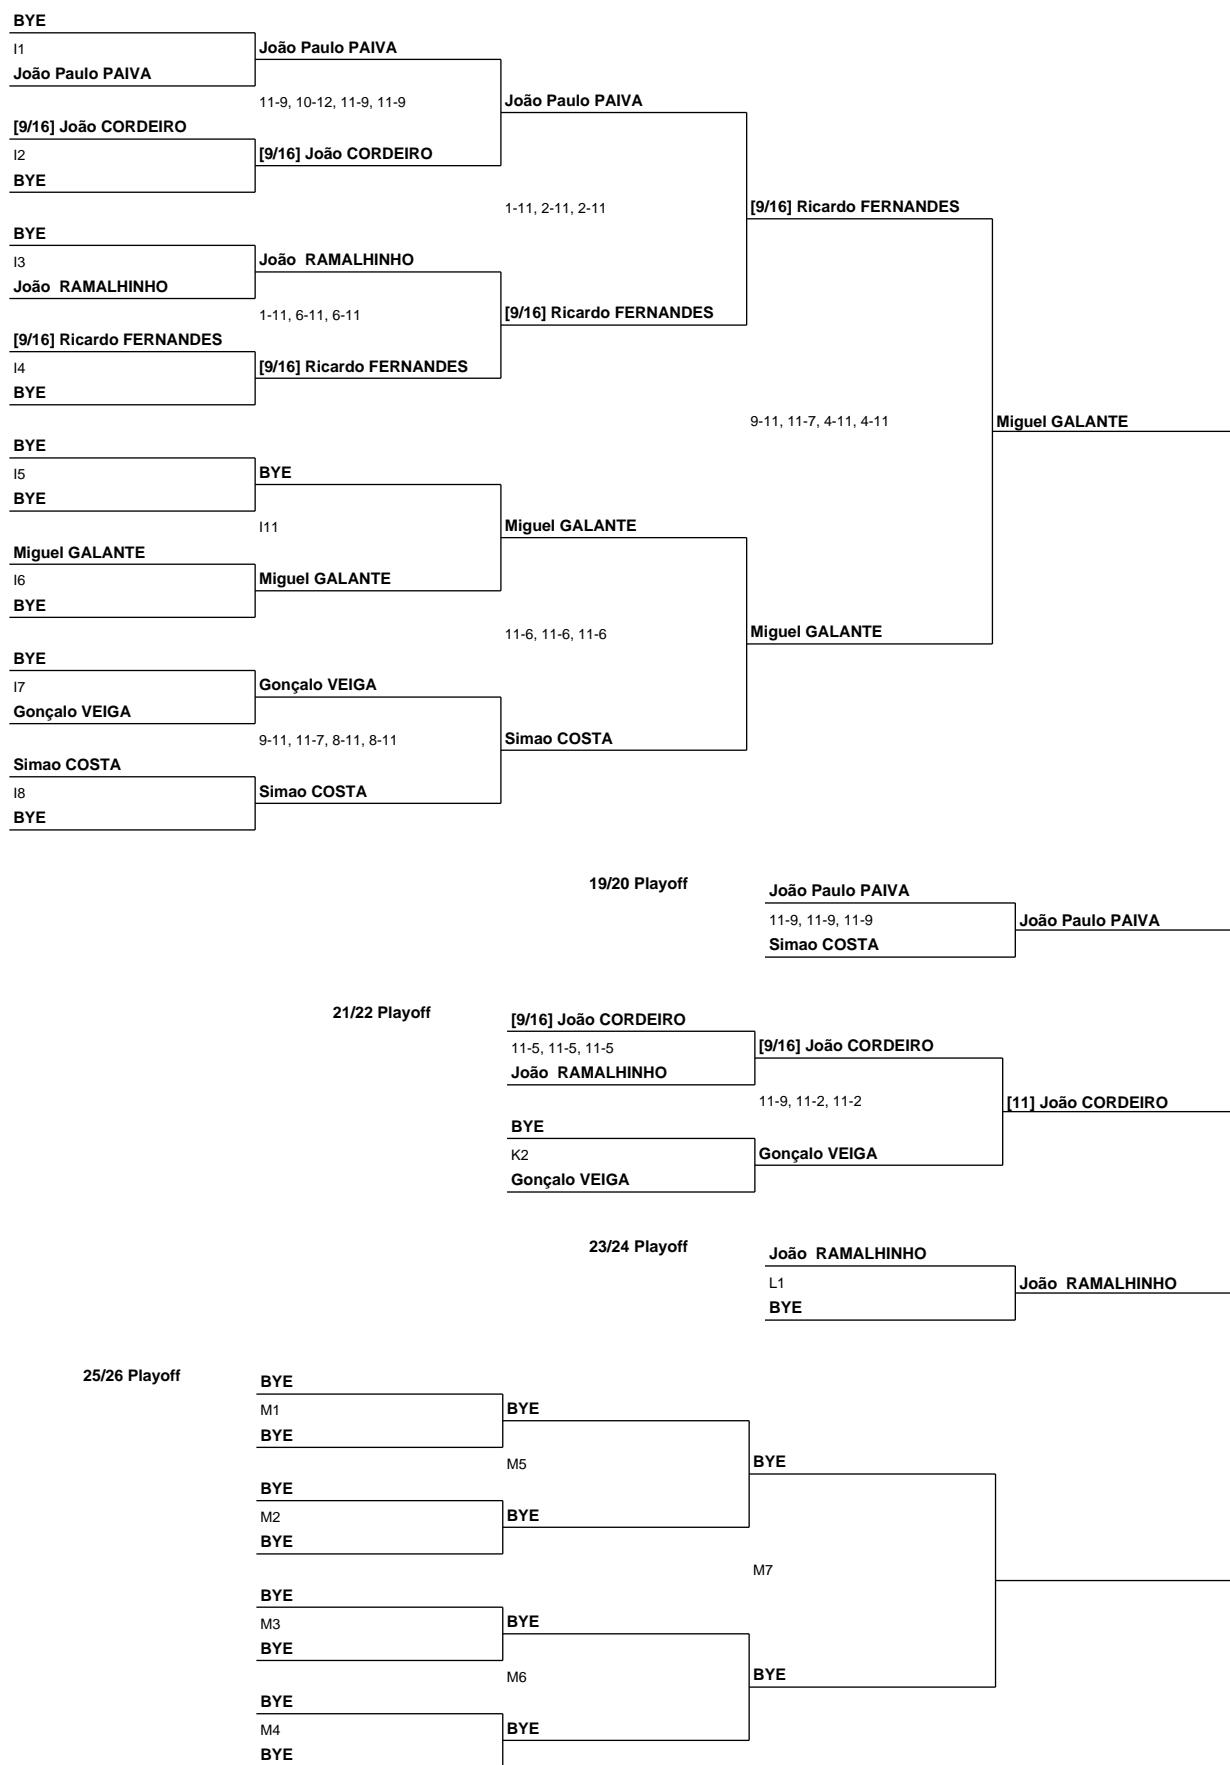 BYE
I1
João Paulo PAIVA
João Paulo PAIVA
11-9, 10-12, 11-9, 11-9
João Paulo PAIVA
[9/16] João CORDEIRO
I2
[9/16] João CORDEIRO
BYE
1-11, 2-11, 2-11
[9/16] Ricardo FERNANDES
BYE
I3
João  RAMALHINHO
João  RAMALHINHO
1-11, 6-11, 6-11
[9/16] Ricardo FERNANDES
[9/16] Ricardo FERNANDES
I4
[9/16] Ricardo FERNANDES
BYE
9-11, 11-7, 4-11, 4-11
Miguel GALANTE
BYE
I5
BYE
BYE
I11
Miguel GALANTE
Miguel GALANTE
I6
Miguel GALANTE
BYE
11-6, 11-6, 11-6
Miguel GALANTE
BYE
I7
Gonçalo VEIGA
Gonçalo VEIGA
9-11, 11-7, 8-11, 8-11
Simao COSTA
Simao COSTA
I8
Simao COSTA
BYE
19/20 Playoff
João Paulo PAIVA
11-9, 11-9, 11-9
João Paulo PAIVA
Simao COSTA
21/22 Playoff
[9/16] João CORDEIRO
11-5, 11-5, 11-5
[9/16] João CORDEIRO
João  RAMALHINHO
11-9, 11-2, 11-2
[11] João CORDEIRO
BYE
K2
Gonçalo VEIGA
Gonçalo VEIGA
23/24 Playoff
João  RAMALHINHO
L1
João  RAMALHINHO
BYE
25/26 Playoff
BYE
M1
BYE
BYE
M5
BYE
BYE
M2
BYE
BYE
M7
BYE
M3
BYE
BYE
M6
BYE
BYE
M4
BYE
BYE